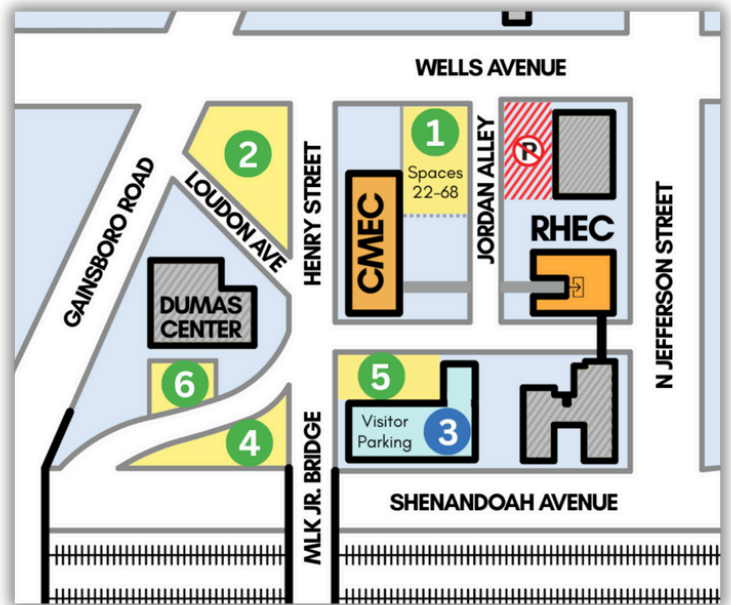 WELLS AVENUE
GAINSBORO ROAD
2
LOUDON AVE
HENRY STREET
1
Spaces
22-68
CMEC
JORDAN ALLEY
P
RHEC
N JEFFERSON STREET
DUMAS
CENTER
6
4
5
Visitor
Parking
3
MLK JR. BRIDGE
SHENANDOAH AVENUE